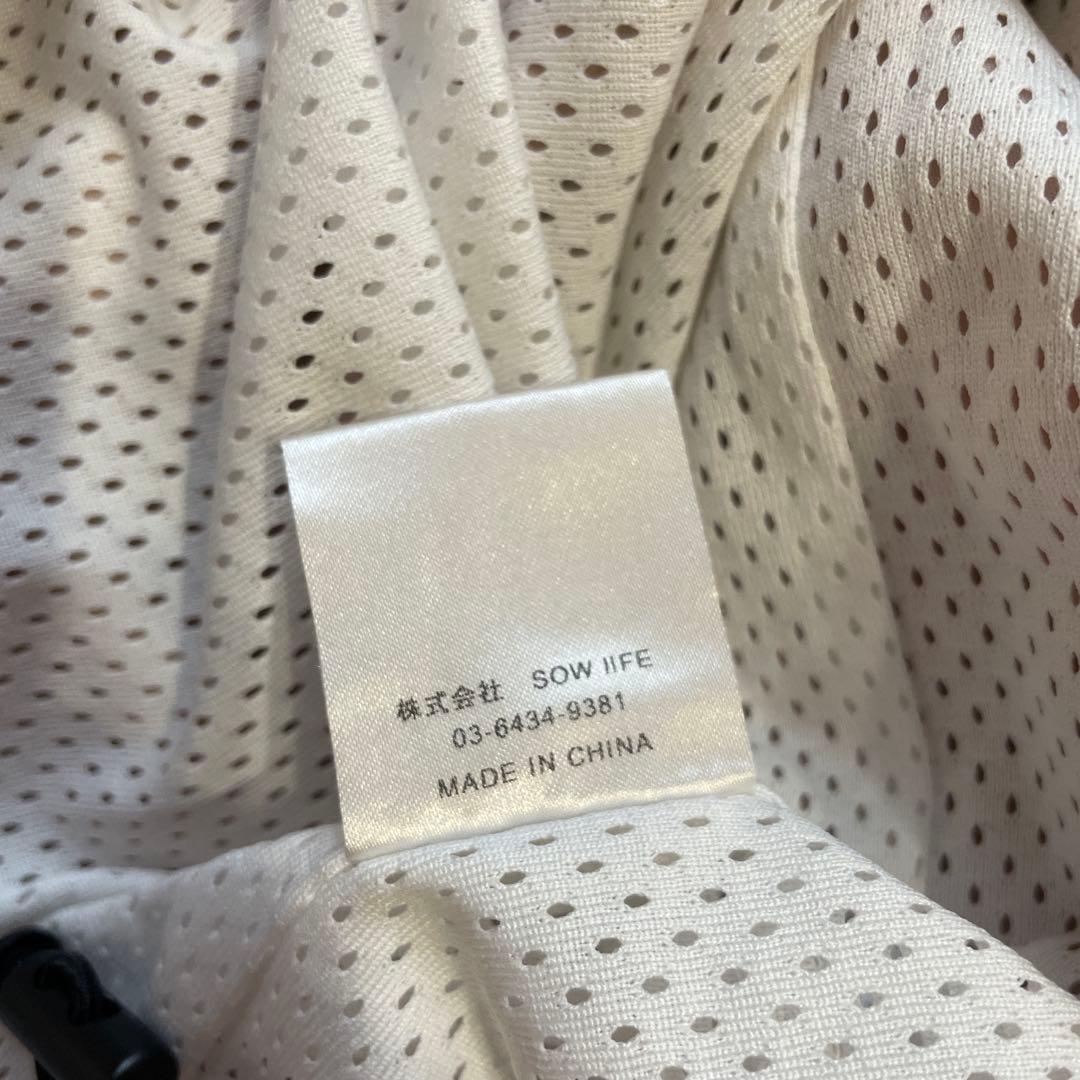 株式会社 SOW IIFE
03-6434-9381
MADE IN CHINA